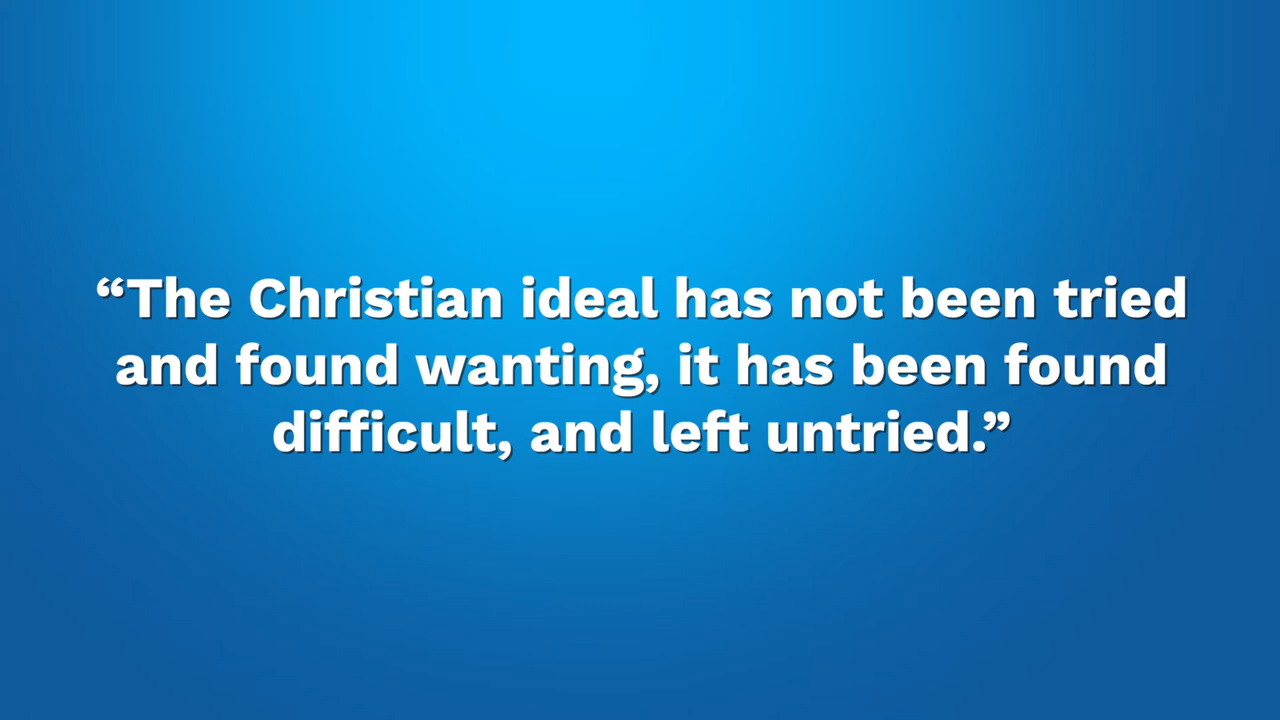 “The Christian ideal has not been tried
and found wanting, it has been found
difficult, and left untried.”